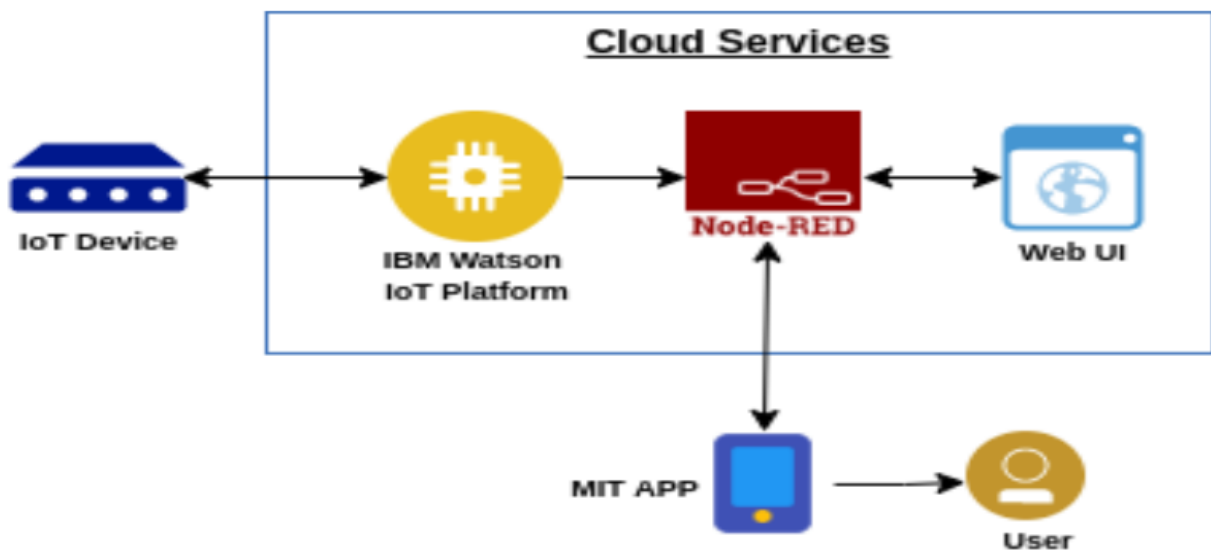 Cloud Services
IoT Device
IBM Watson
IoT Platform
Node-RED
Web UI
MIT APP
User